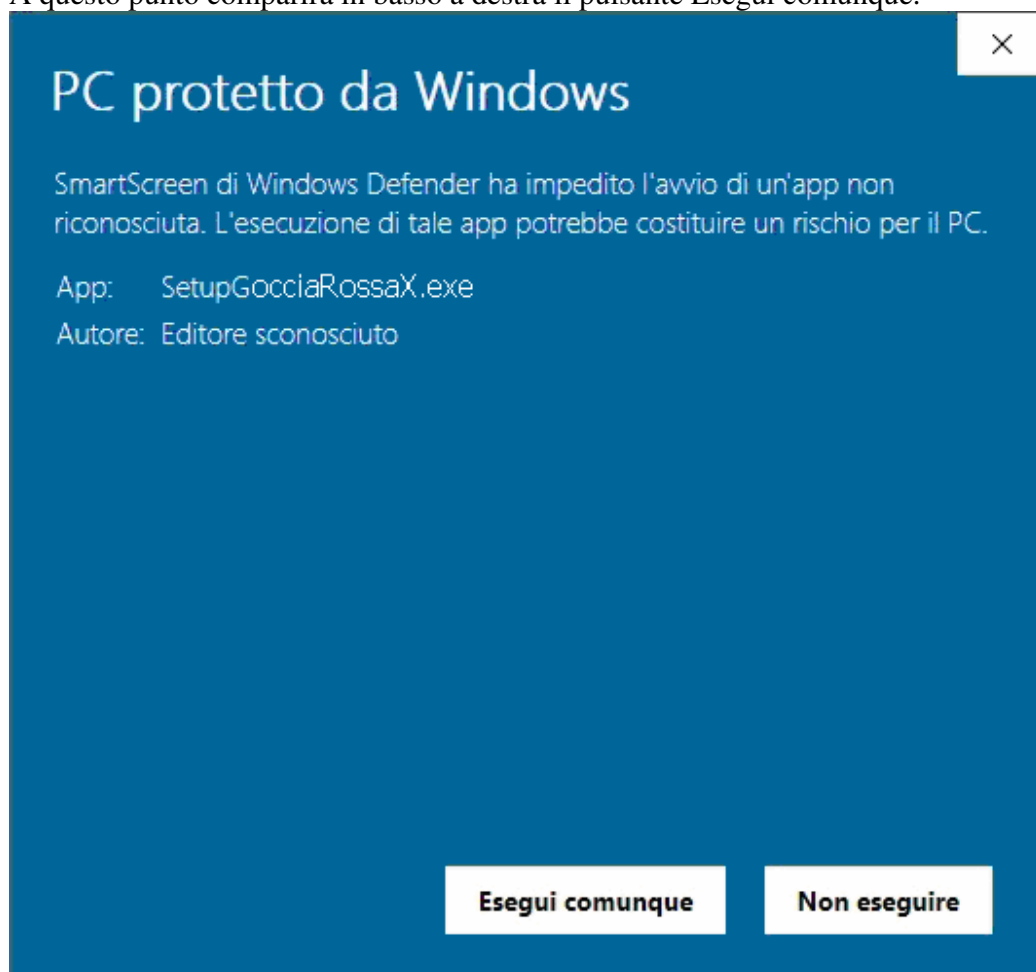 A questo punto comparirà in basso a destra il pulsante Esegui comunque.
PC protetto da Windows
SmartScreen di Windows Defender ha impedito l'avvio di un'app non
riconosciuta. L'esecuzione di tale app potrebbe costituire un rischio per il PC.
App: SetupGocciaRossaX.exe
Autore: Editore sconosciuto
Esegui comunque Non eseguire